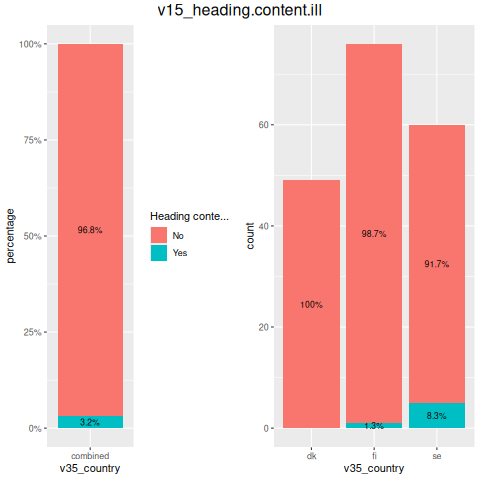 v15_heading.content.ill
percentage
100%
75%
50%
25%
0%
96.8%
3.2%
combined
v35_country
Heading conte...
No
Yes
count
60
40
20
0
100%
98.7%
1.3%
91.7%
8.3%
dk
fi
se
v35_country